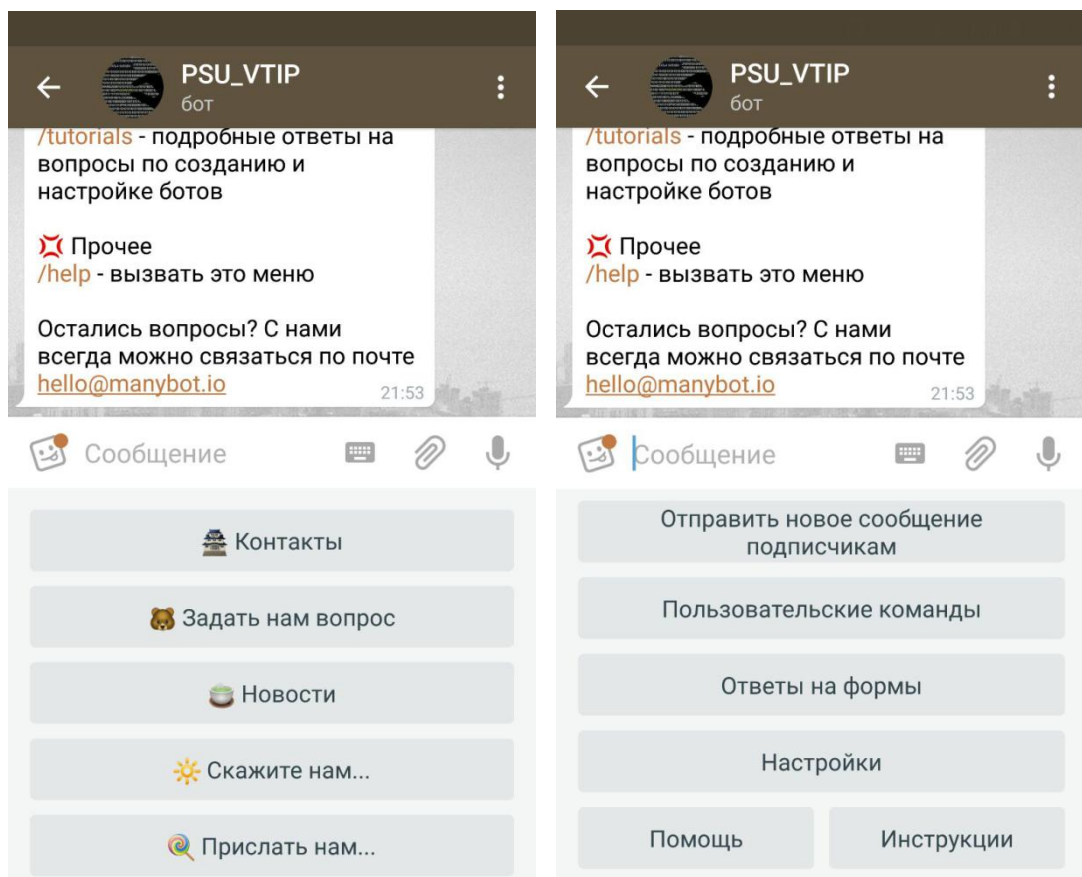 PSU_VTIP
бот
/tutorials - подробные ответы на
вопросы по созданию и
настройке ботов
💢 Прочее
/help - вызвать это меню
Остались вопросы? С нами
всегда можно связаться по почте
hello@manybot.io
21:53
Сообщение
🏯 Контакты
🐻 Задать нам вопрос
🍵 Новости
🔆 Скажите нам...
🍭 Прислать нам...
PSU_VTIP
бот
/tutorials - подробные ответы на
вопросы по созданию и
настройке ботов
💢 Прочее
/help - вызвать это меню
Остались вопросы? С нами
всегда можно связаться по почте
hello@manybot.io
21:53
Сообщение
Отправить новое сообщение
подписчикам
Пользовательские команды
Ответы на формы
Настройки
Помощь
Инструкции